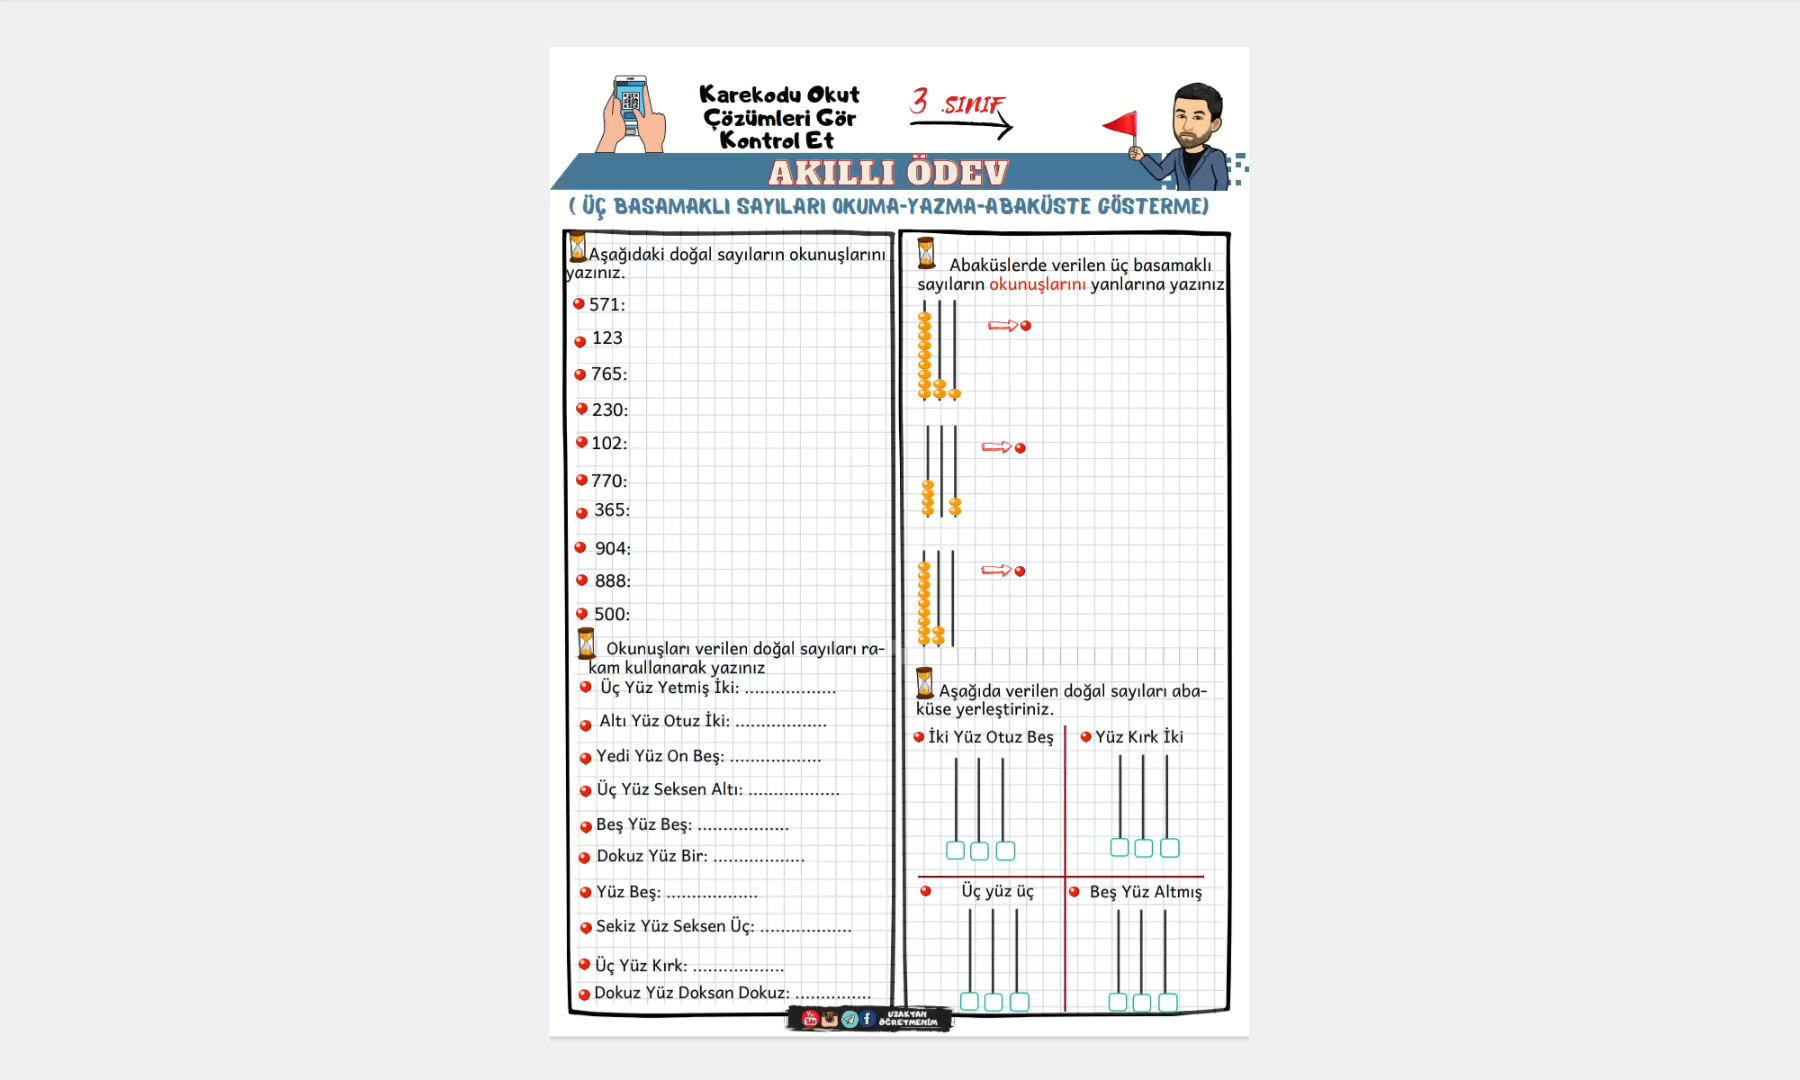 Karekodu Okut
Çözümleri Gör
Kontrol Et
3 .SINIF
AKILLI ÖDEV
( ÜÇ BASAMAKLI SAYILARI OKUMA-YAZMA-ABAKÜSTE GÖSTERME)
Aşağıdaki doğal sayıların okunuşlarını
yazınız.
571:
123
765:
230:
102:
770:
365:
904:
888:
500:
Okunuşları verilen doğal sayıları ra-
kam kullanarak yazınız
Üç Yüz Yetmiş İki: ..................
Altı Yüz Otuz İki: ..................
Yedi Yüz On Beş: ..................
Üç Yüz Seksen Altı: ..................
Beş Yüz Beş: ..................
Dokuz Yüz Bir: ..................
Yüz Beş: ..................
Sekiz Yüz Seksen Üç: ..................
Üç Yüz Kırk: ..................
Dokuz Yüz Doksan Dokuz: ...............
Abaküslerde verilen üç basamaklı
sayıların okunuşlarını yanlarına yazınız
Aşağıda verilen doğal sayıları aba-
küse yerleştiriniz.
İki Yüz Otuz Beş
Yüz Kırk İki
Üç yüz üç
Beş Yüz Altmış
UZAKTAN
ÖĞRETMENİM